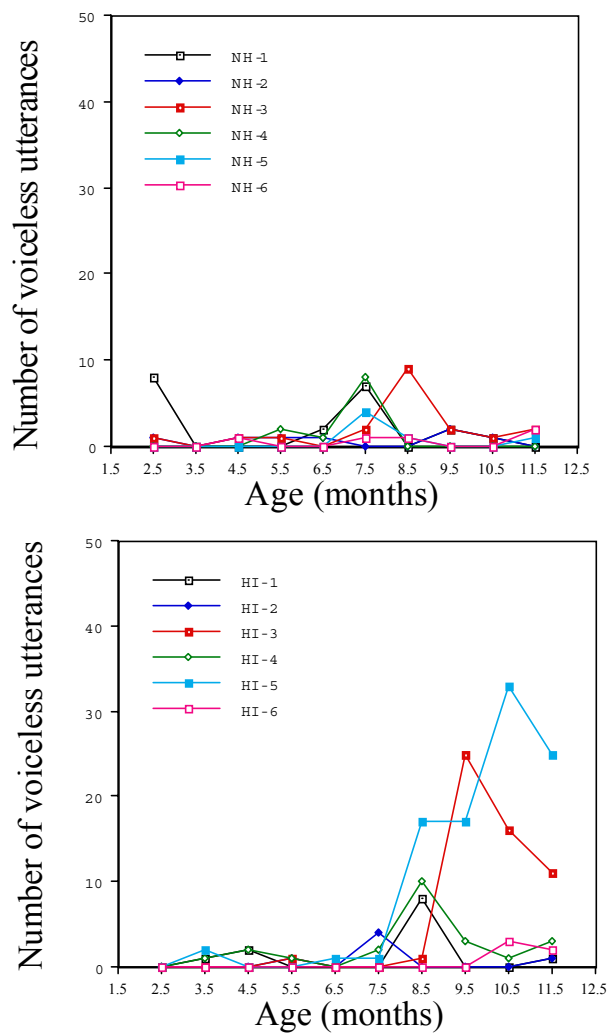 Number of voiceless utterances
50
40
30
20
10
0
NH-1
NH-2
NH-3
NH-4
NH-5
NH-6
1.5 2.5 3.5 4.5 5.5 6.5 7.5 8.5 9.5 10.5 11.5 12.5
Age (months)
Number of voiceless utterances
50
40
30
20
10
0
HI-1
HI-2
HI-3
HI-4
HI-5
HI-6
1.5 2.5 3.5 4.5 5.5 6.5 7.5 8.5 9.5 10.5 11.5 12.5
Age (months)